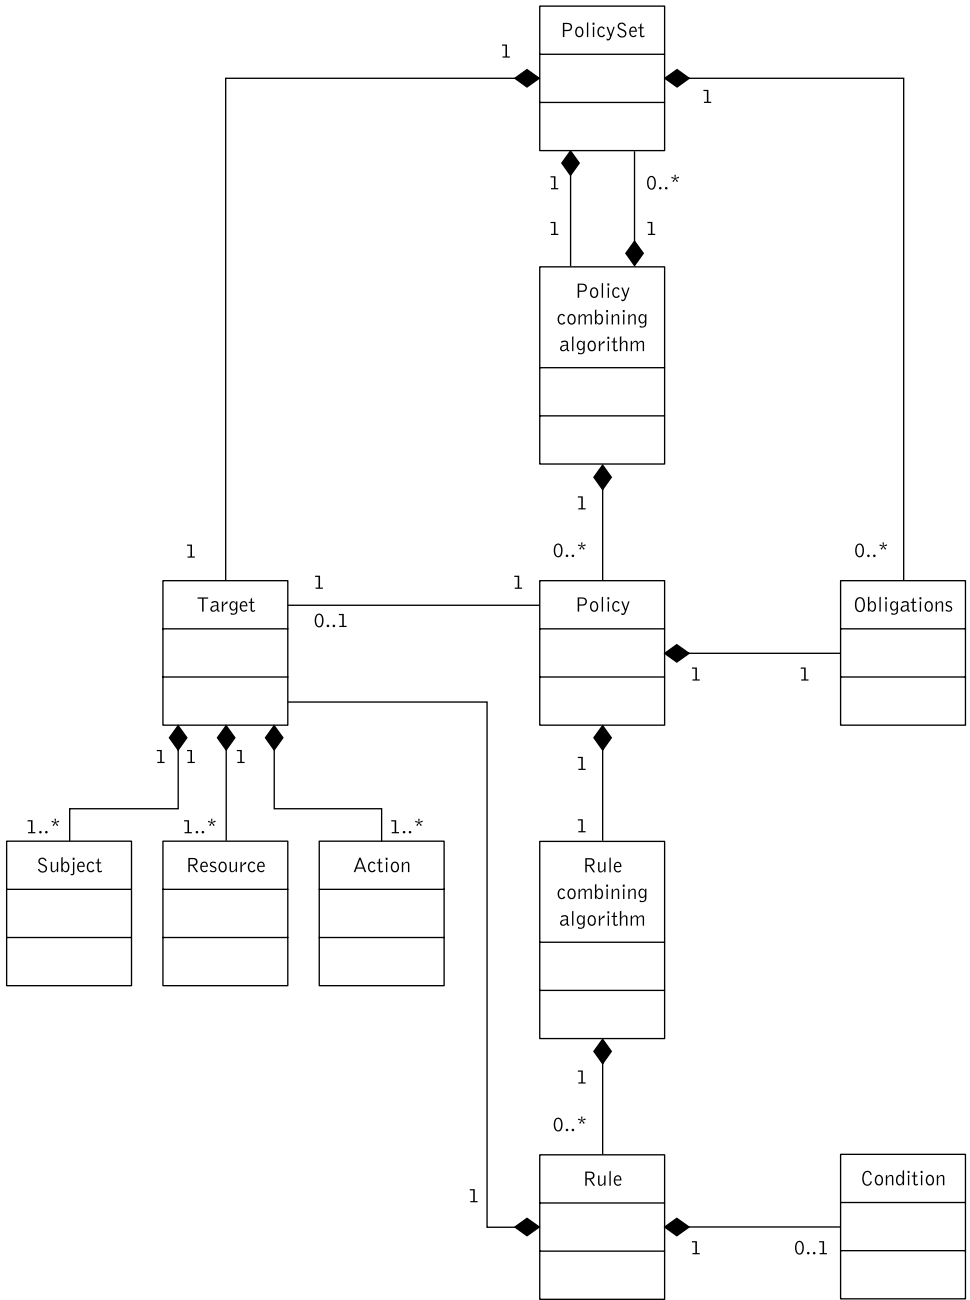 PolicySet
1
1
1
0..*
1
1
Policy
combining
algorithm
1
1
0..*
0..*
1
1
Target
Policy
Obligations
0..1
1
1
1
1
1
1
1..*
1..*
1..*
1
Subject
Resource
Action
Rule
combining
algorithm
1
0..*
Rule
Condition
1
1
0..1